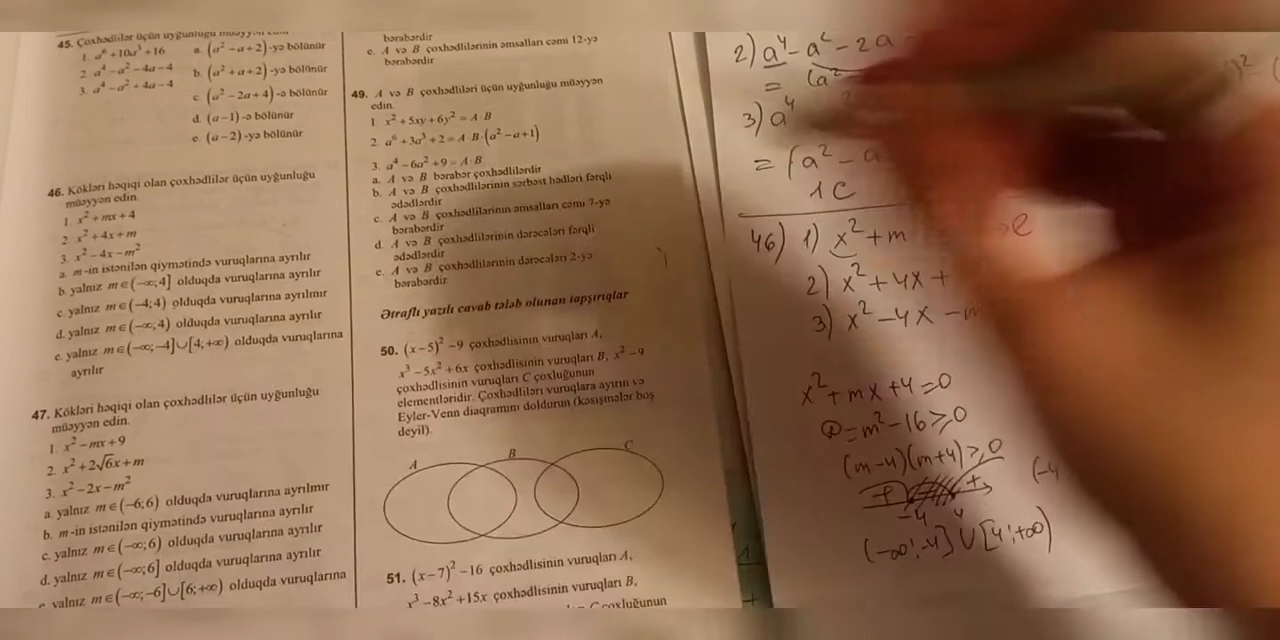 45. Çoxhədlilər üçün uyğunluğu
1. a⁶+10a³+16
2. a⁴−a²−4a−4
3. a⁴−a²+4a−4
a. (a²−a+2)-yə bölünür
b. (a²+a+2)-yə bölünür
c. (a²−2a+4)-ə bölünür
d. (a−1)-ə bölünür
e. (a−2)-yə bölünür
46. Kökləri həqiqi olan çoxhədlilər üçün uyğunluğu
müəyyən edin.
1. x²+mx+4
2. x²+4x+m
3. x²−4x−m²
a. m-in istənilən qiymətində vuruqlarına ayrılır
b. yalnız m∈(−∞;4] olduqda vuruqlarına ayrılır
c. yalnız m∈(−4;4) olduqda vuruqlarına ayrılmır
d. yalnız m∈(−∞;4) olduqda vuruqlarına ayrılır
e. yalnız m∈(−∞;−4]∪[4;+∞) olduqda vuruqlarına
ayrılır
47. Kökləri həqiqi olan çoxhədlilər üçün uyğunluğu
müəyyən edin.
1. x²−mx+9
2. x²+2√6x+m
3. x²−2x−m²
a. yalnız m∈(−6;6) olduqda vuruqlarına ayrılmır
b. m-in istənilən qiymətində vuruqlarına ayrılır
c. yalnız m∈(−∞;6) olduqda vuruqlarına ayrılır
d. yalnız m∈(−∞;6] olduqda vuruqlarına ayrılır
e. yalnız m∈(−∞;−6]∪[6;+∞) olduqda vuruqlarına
bərabərdir
e. A və B çoxhədlilərinin əmsalları cəmi 12-yə
bərabərdir
49. A və B çoxhədliləri üçün uyğunluğu müəyyən
edin.
1. x²+5xy+6y²=A·B
2. a⁶+3a³+2=A·B·(a²−a+1)
3. a⁴−6a²+9=A·B
a. A və B bərabər çoxhədlilərdir
b. A və B çoxhədlilərinin sərbəst hədləri fərqli
ədədlərdir
c. A və B çoxhədlilərinin əmsalları cəmi 7-yə
bərabərdir
d. A və B çoxhədlilərinin dərəcələri fərqli
ədədlərdir
e. A və B çoxhədlilərinin dərəcələri 2-yə
bərabərdir
Ətraflı yazılı cavab tələb olunan tapşırıqlar
50. (x−5)²−9 çoxhədlisinin vuruqları A,
x³−5x²+6x çoxhədlisinin vuruqları B, x²−9
çoxhədlisinin vuruqları C çoxluğunun
elementləridir. Çoxhədliləri vuruqlara ayırın və
Eyler-Venn diaqramını doldurun (kəsişmələr boş
deyil).
A B C
51. (x−7)²−16 çoxhədlisinin vuruqları A,
x³−8x²+15x çoxhədlisinin vuruqları B,
C çoxluğunun
2) a⁴−a²−2a
= (a²
3) a⁴
= (a²−a
1c
46) 1) x²+m e
2) x²+4x+
3) x²−4x−m
x²+mx+4=0
D=m²−16≥0
(m−4)(m+4)≥0
+ + (−4
−4 4
(−∞;−4]∪[4;+∞)